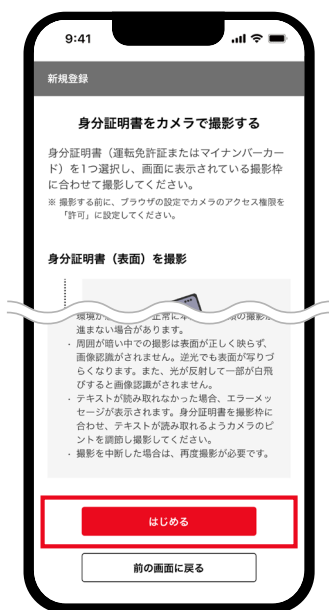 9:41
新規登録
身分証明書をカメラで撮影する
身分証明書（運転免許証またはマイナンバーカー
ド）を1つ選択し、画面に表示されている撮影枠
に合わせて撮影してください。
※ 撮影する前に、ブラウザの設定でカメラのアクセス権限を
「許可」に設定してください。
身分証明書（表面）を撮影
進まない場合があります。
・周囲が暗い中での撮影は表面が正しく映らず、
画像認識がされません。逆光でも表面が写りづ
らくなります。また、光が反射して一部が白飛
びすると画像認識がされません。
・テキストが読み取れなかった場合、エラーメッ
セージが表示されます。身分証明書を撮影枠に
合わせ、テキストが読み取れるようカメラのピ
ントを調節し撮影してください。
・撮影を中断した場合は、再度撮影が必要です。
はじめる
前の画面に戻る